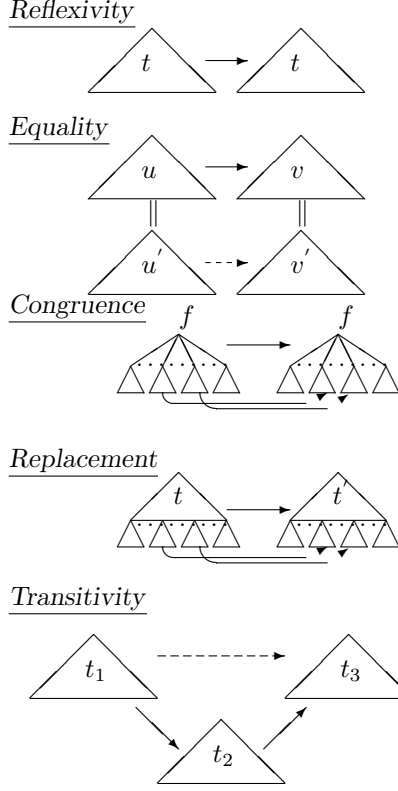 Reflexivity
t t
Equality
u v
u′ v′
Congruence
f f
Replacement
t t′
Transitivity
t₁ t₃
t₂